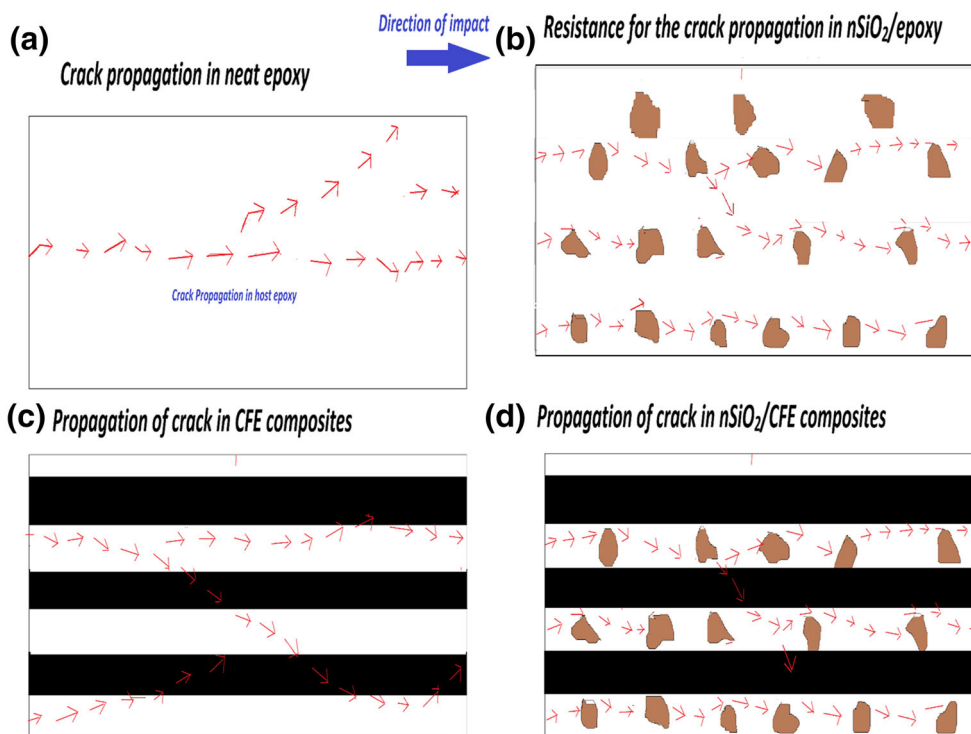 (a)
Direction of impact
(b)
Resistance for the crack propagation in nSiO₂/epoxy
Crack propagation in neat epoxy
Crack Propagation in host epoxy
(c)
Propagation of crack in CFE composites
(d)
Propagation of crack in nSiO₂/CFE composites